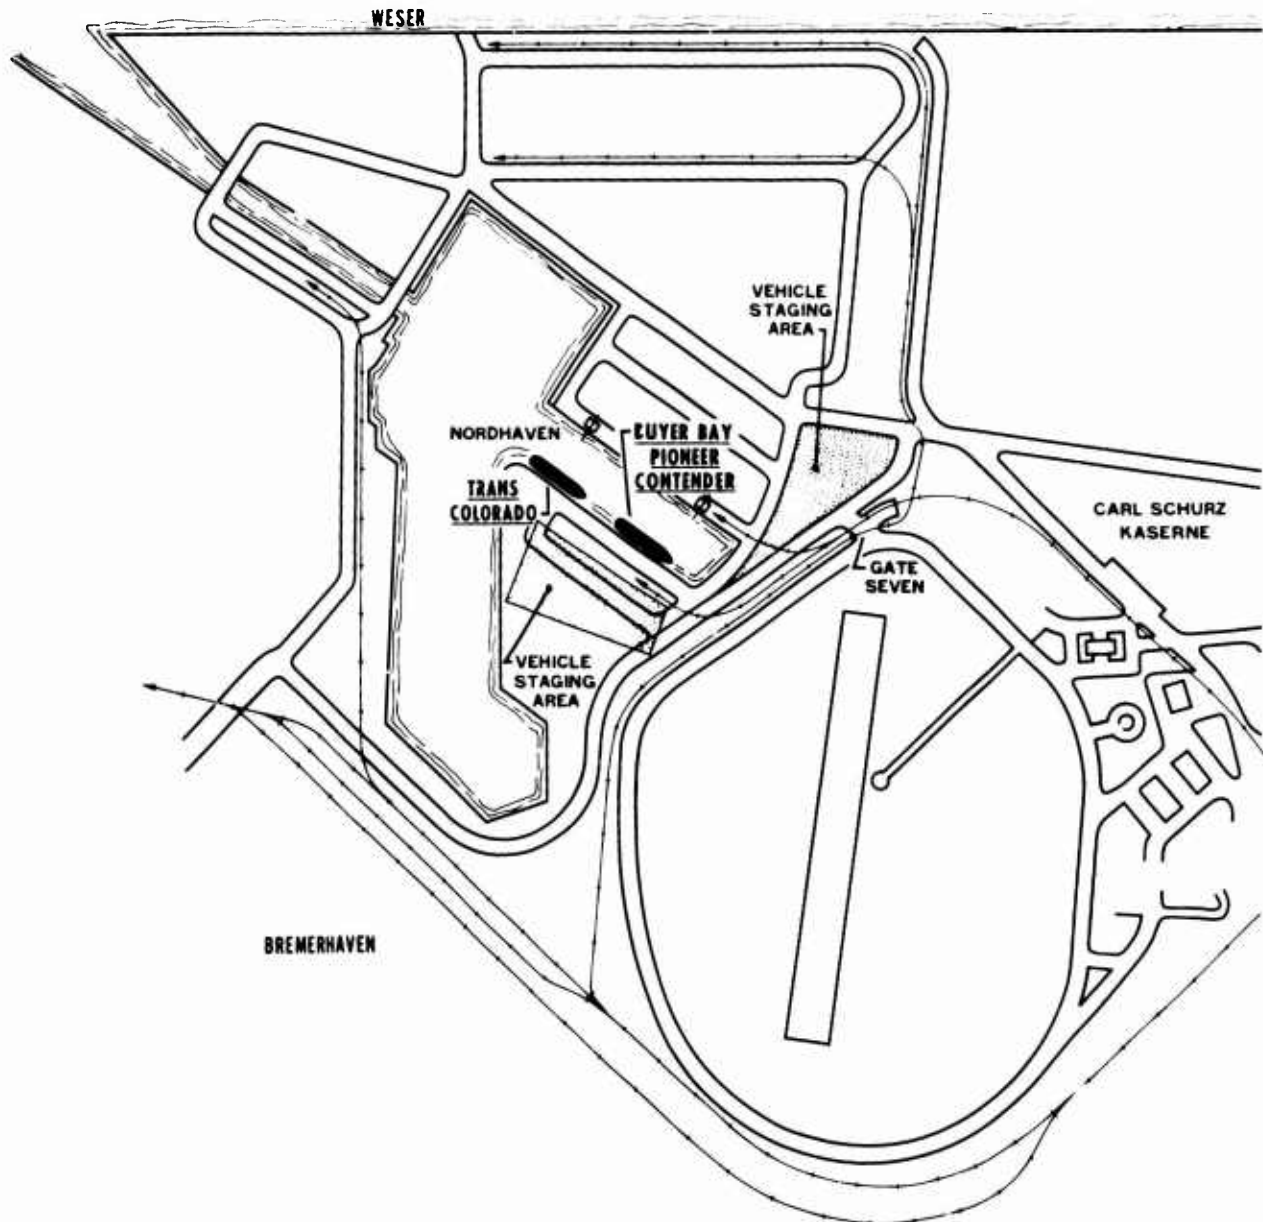 WESER
VEHICLE
STAGING
AREA
NORDHAVEN
BUYER BAY
PIONEER
CONTENDER
TRANS
COLORADO
CARL SCHURZ
KASERNE
GATE
SEVEN
VEHICLE
STAGING
AREA
BREMERHAVEN